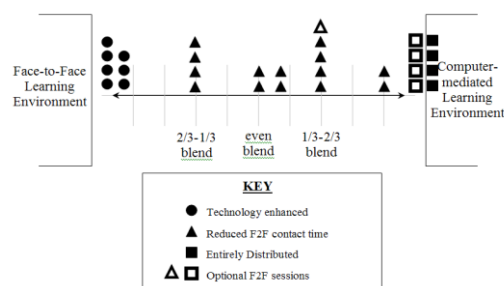 Face-to-Face
Learning
Environment
Computer-
mediated
Learning
Environment
2/3-1/3
blend
even
blend
1/3-2/3
blend
KEY
Technology enhanced
Reduced F2F contact time
Entirely Distributed
Optional F2F sessions